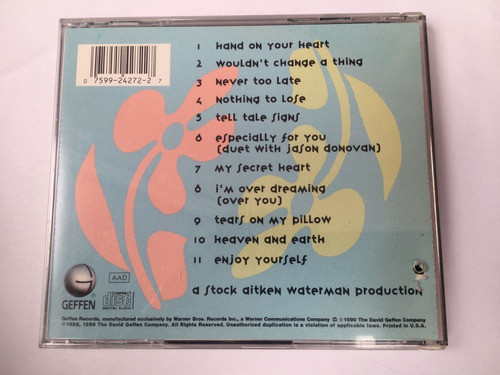 0 7599-24272-2 7
1 hand on your heart
2 wouldn't change a thing
3 never too late
4 nothing to lose
5 tell tale signs
6 especially for you
(duet with jason donovan)
7 my secret heart
8 i'm over dreaming
(over you)
9 tears on my pillow
10 heaven and earth
11 enjoy yourself
a stock aitken waterman production
GEFFEN
AAD
COMPACT
disc
DIGITAL AUDIO
Geffen Records, manufactured exclusively by Warner Bros. Records Inc., a Warner Communications Company. ℗ ©1990 The David Geffen Company
©1988, 1989 The David Geffen Company. All Rights Reserved. Unauthorized duplication is a violation of applicable laws. Printed in U.S.A.